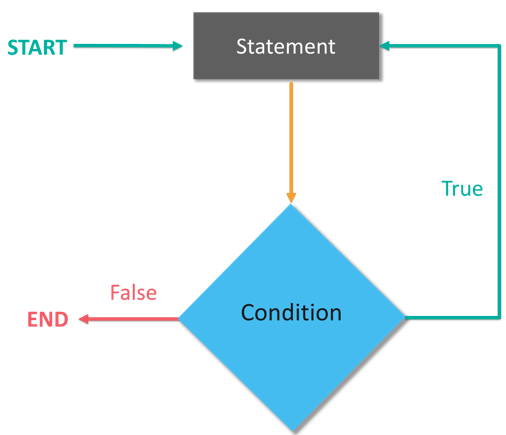 START
Statement
True
False
Condition
END